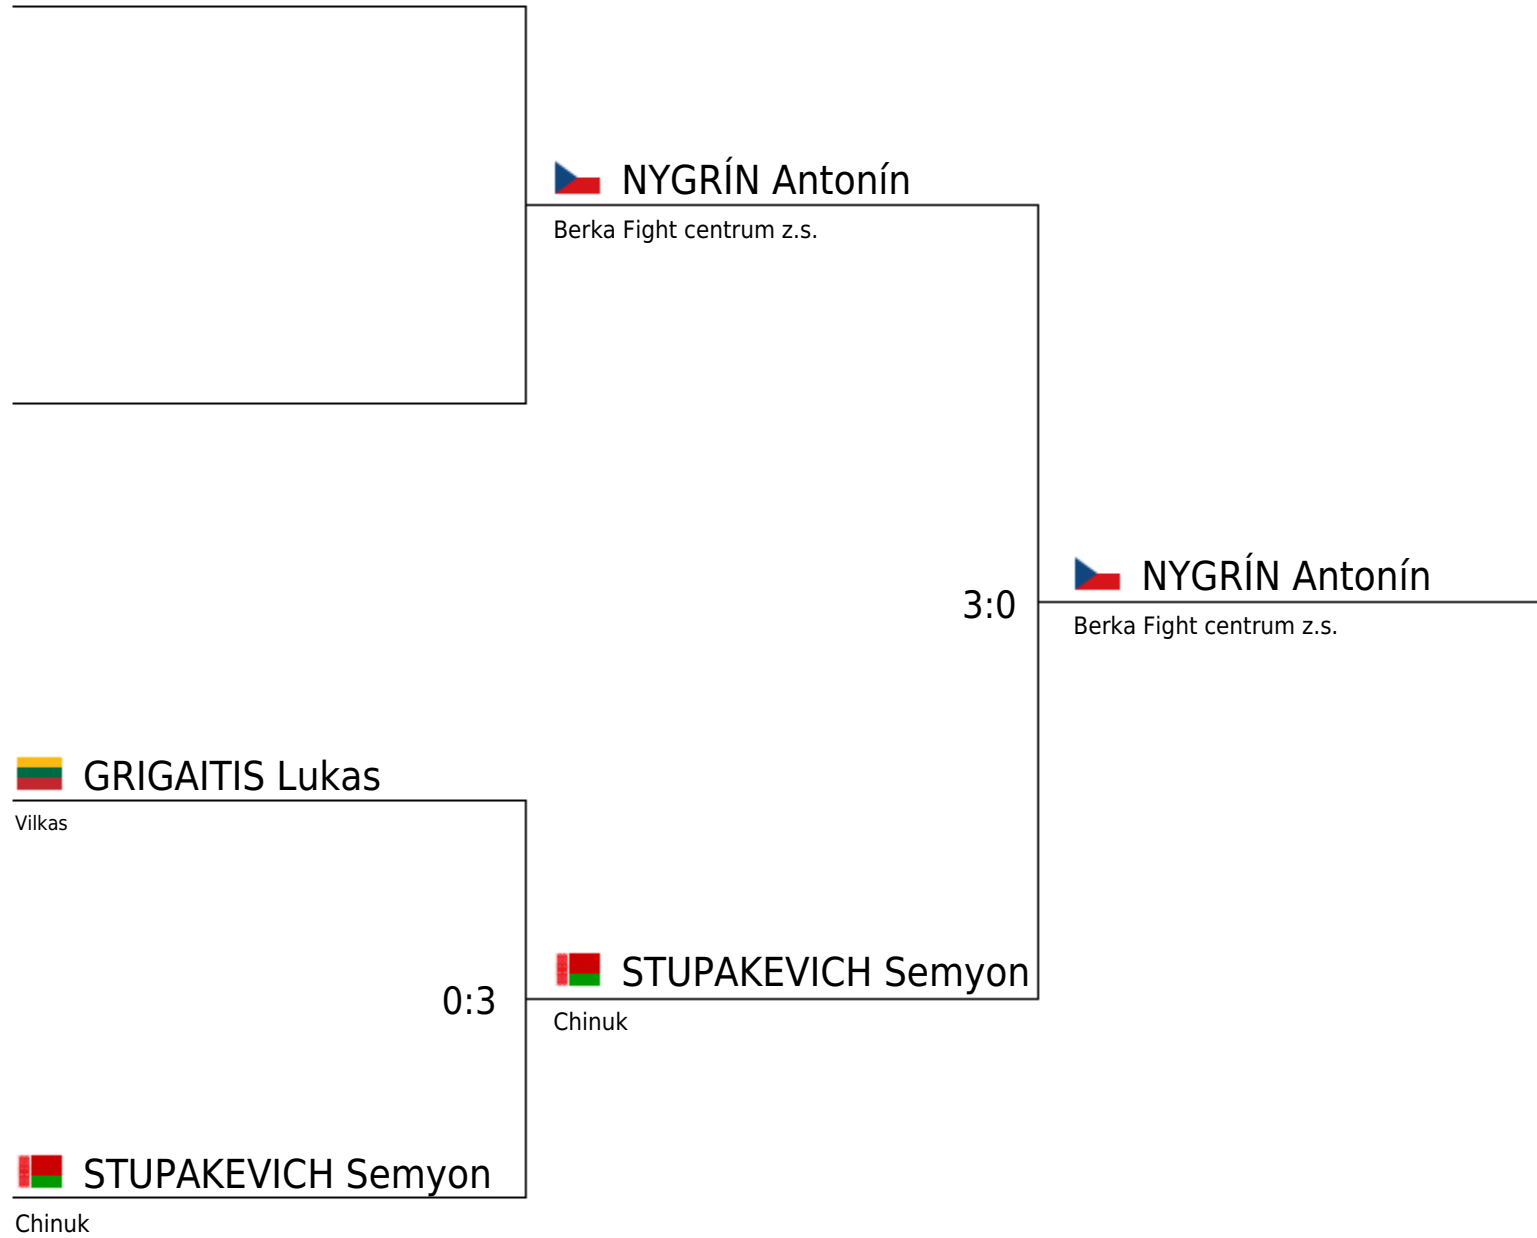 NYGRÍN Antonín
Berka Fight centrum z.s.
3:0
NYGRÍN Antonín
Berka Fight centrum z.s.
GRIGAITIS Lukas
Vilkas
0:3
STUPAKEVICH Semyon
Chinuk
STUPAKEVICH Semyon
Chinuk